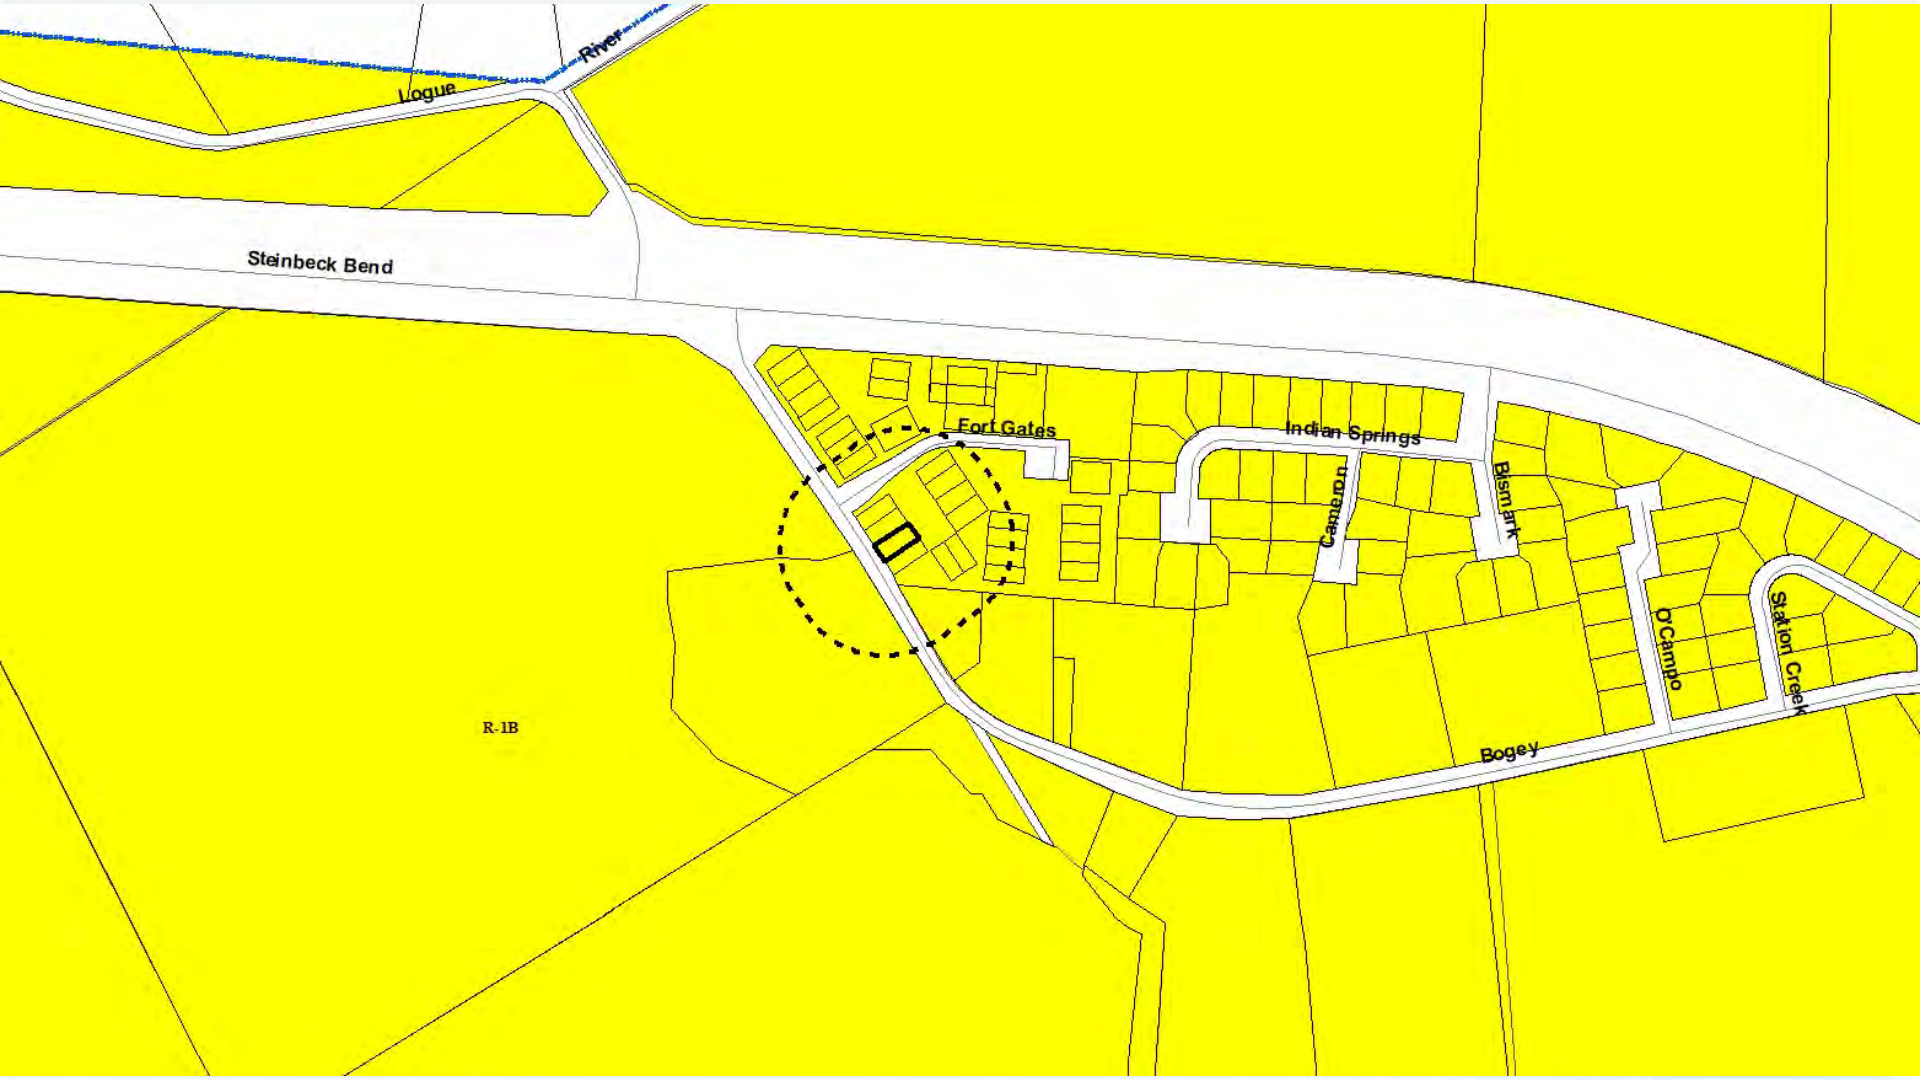 River
Logue
Steinbeck Bend
Fort Gates
Indian Springs
Cameron
Bismark
O'Campo
Station Creek
R-1B
Bogey